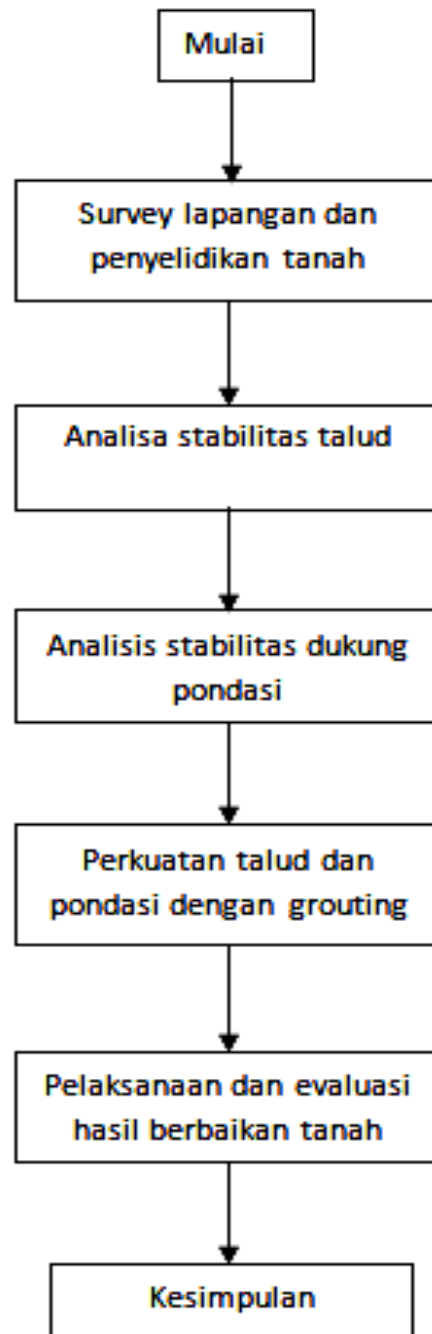 Mulai
Survey lapangan dan
penyelidikan tanah
Analisa stabilitas talud
Analisis stabilitas dukung
pondasi
Perkuatan talud dan
pondasi dengan grouting
Pelaksanaan dan evaluasi
hasil berbaikan tanah
Kesimpulan